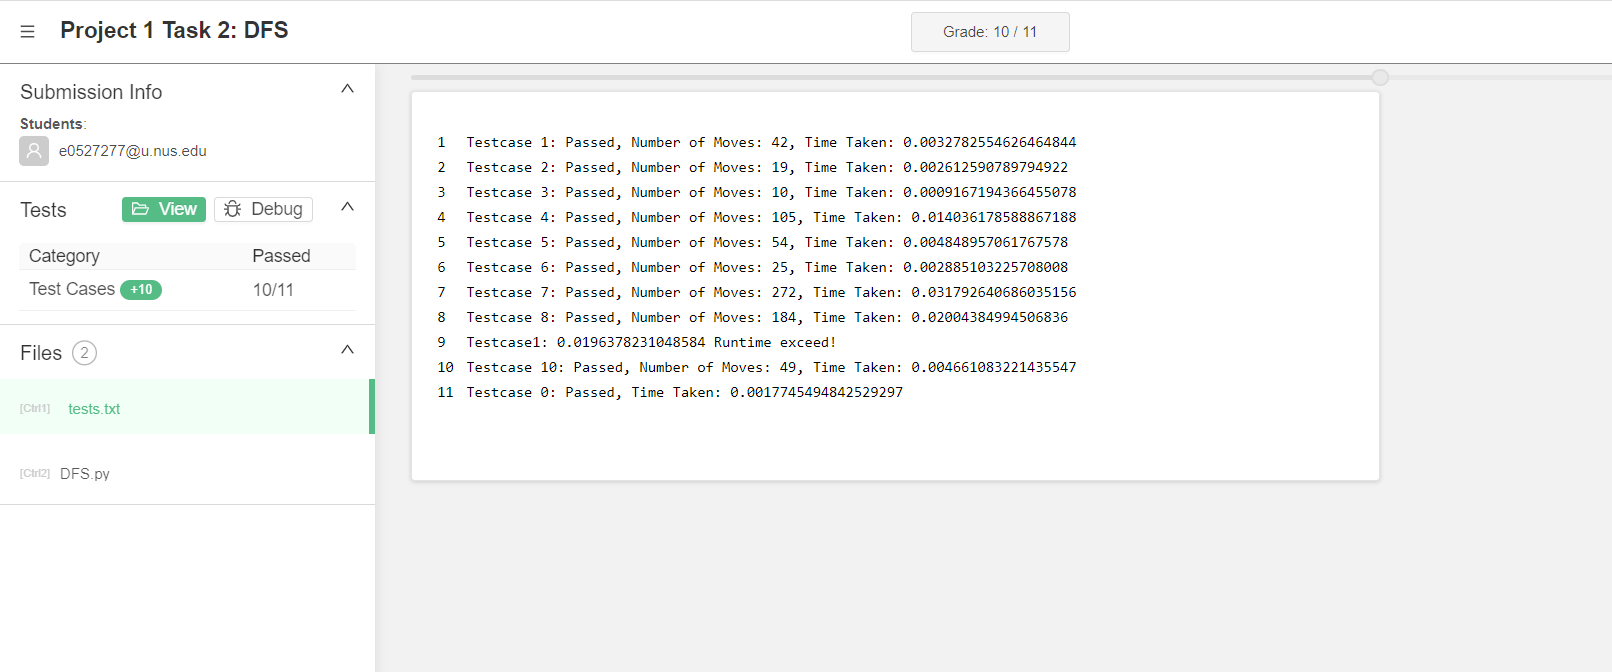 Project 1 Task 2: DFS
Grade: 10 / 11
Submission Info
Students:
e0527277@u.nus.edu
Tests View Debug
Category Passed
Test Cases +10 10/11
Files 2
[Ctrl1] tests.txt
[Ctrl2] DFS.py
1 Testcase 1: Passed, Number of Moves: 42, Time Taken: 0.0032782554626464844
2 Testcase 2: Passed, Number of Moves: 19, Time Taken: 0.002612590789794922
3 Testcase 3: Passed, Number of Moves: 10, Time Taken: 0.0009167194366455078
4 Testcase 4: Passed, Number of Moves: 105, Time Taken: 0.014036178588867188
5 Testcase 5: Passed, Number of Moves: 54, Time Taken: 0.004848957061767578
6 Testcase 6: Passed, Number of Moves: 25, Time Taken: 0.002885103225708008
7 Testcase 7: Passed, Number of Moves: 272, Time Taken: 0.031792640686035156
8 Testcase 8: Passed, Number of Moves: 184, Time Taken: 0.02004384994506836
9 Testcase1: 0.0196378231048584 Runtime exceed!
10 Testcase 10: Passed, Number of Moves: 49, Time Taken: 0.004661083221435547
11 Testcase 0: Passed, Time Taken: 0.0017745494842529297